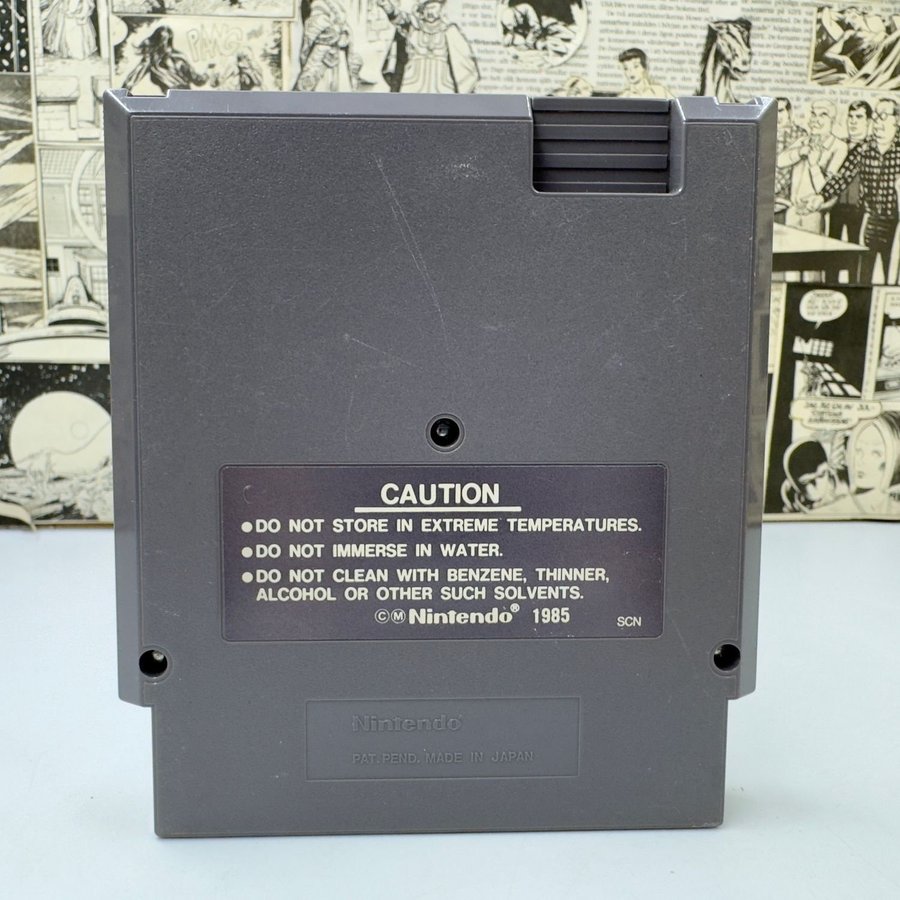 PANG!
CAUTION
●DO NOT STORE IN EXTREME TEMPERATURES.
●DO NOT IMMERSE IN WATER.
●DO NOT CLEAN WITH BENZENE, THINNER,
ALCOHOL OR OTHER SUCH SOLVENTS.
©Ⓜ Nintendo® 1985
SCN
Nintendo®
PAT. PEND. MADE IN JAPAN